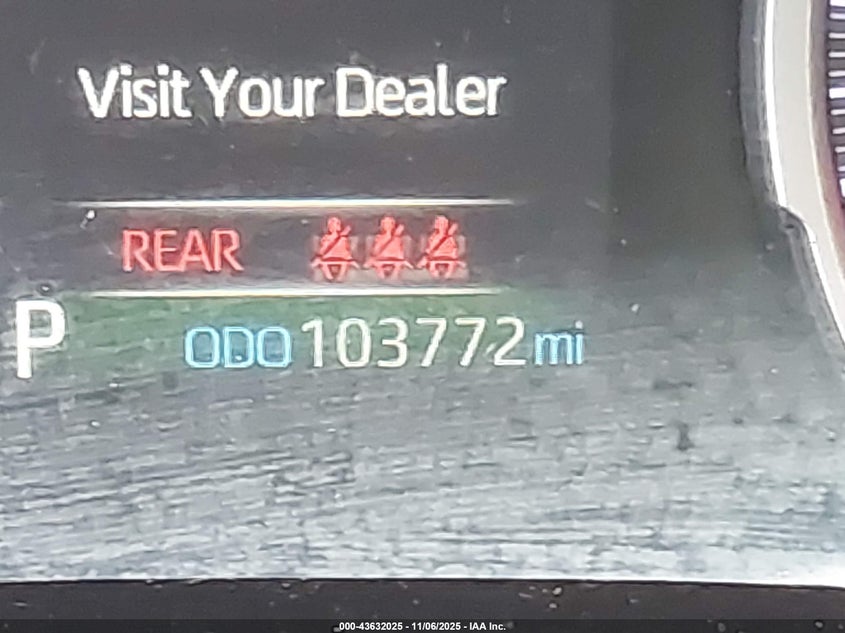 Visit Your Dealer
REAR
P
ODO 103772 mi
000-43632025 - 11/06/2025 - IAA Inc.